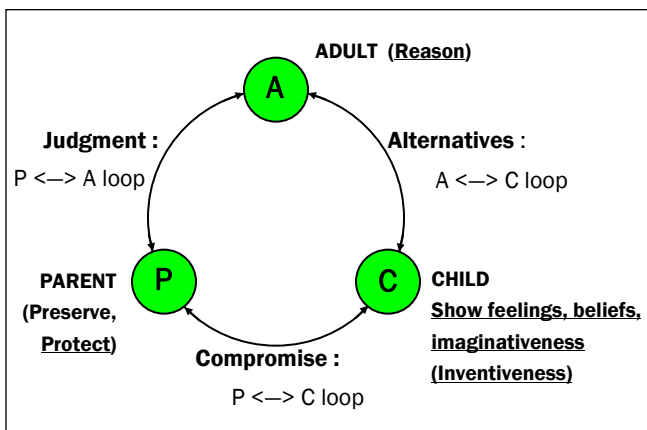 ADULT (Reason)
A
Judgment :
P <—> A loop
Alternatives :
A <—> C loop
PARENT
(Preserve,
Protect)
P
C
CHILD
Show feelings, beliefs,
imaginativeness
(Inventiveness)
Compromise :
P <—> C loop